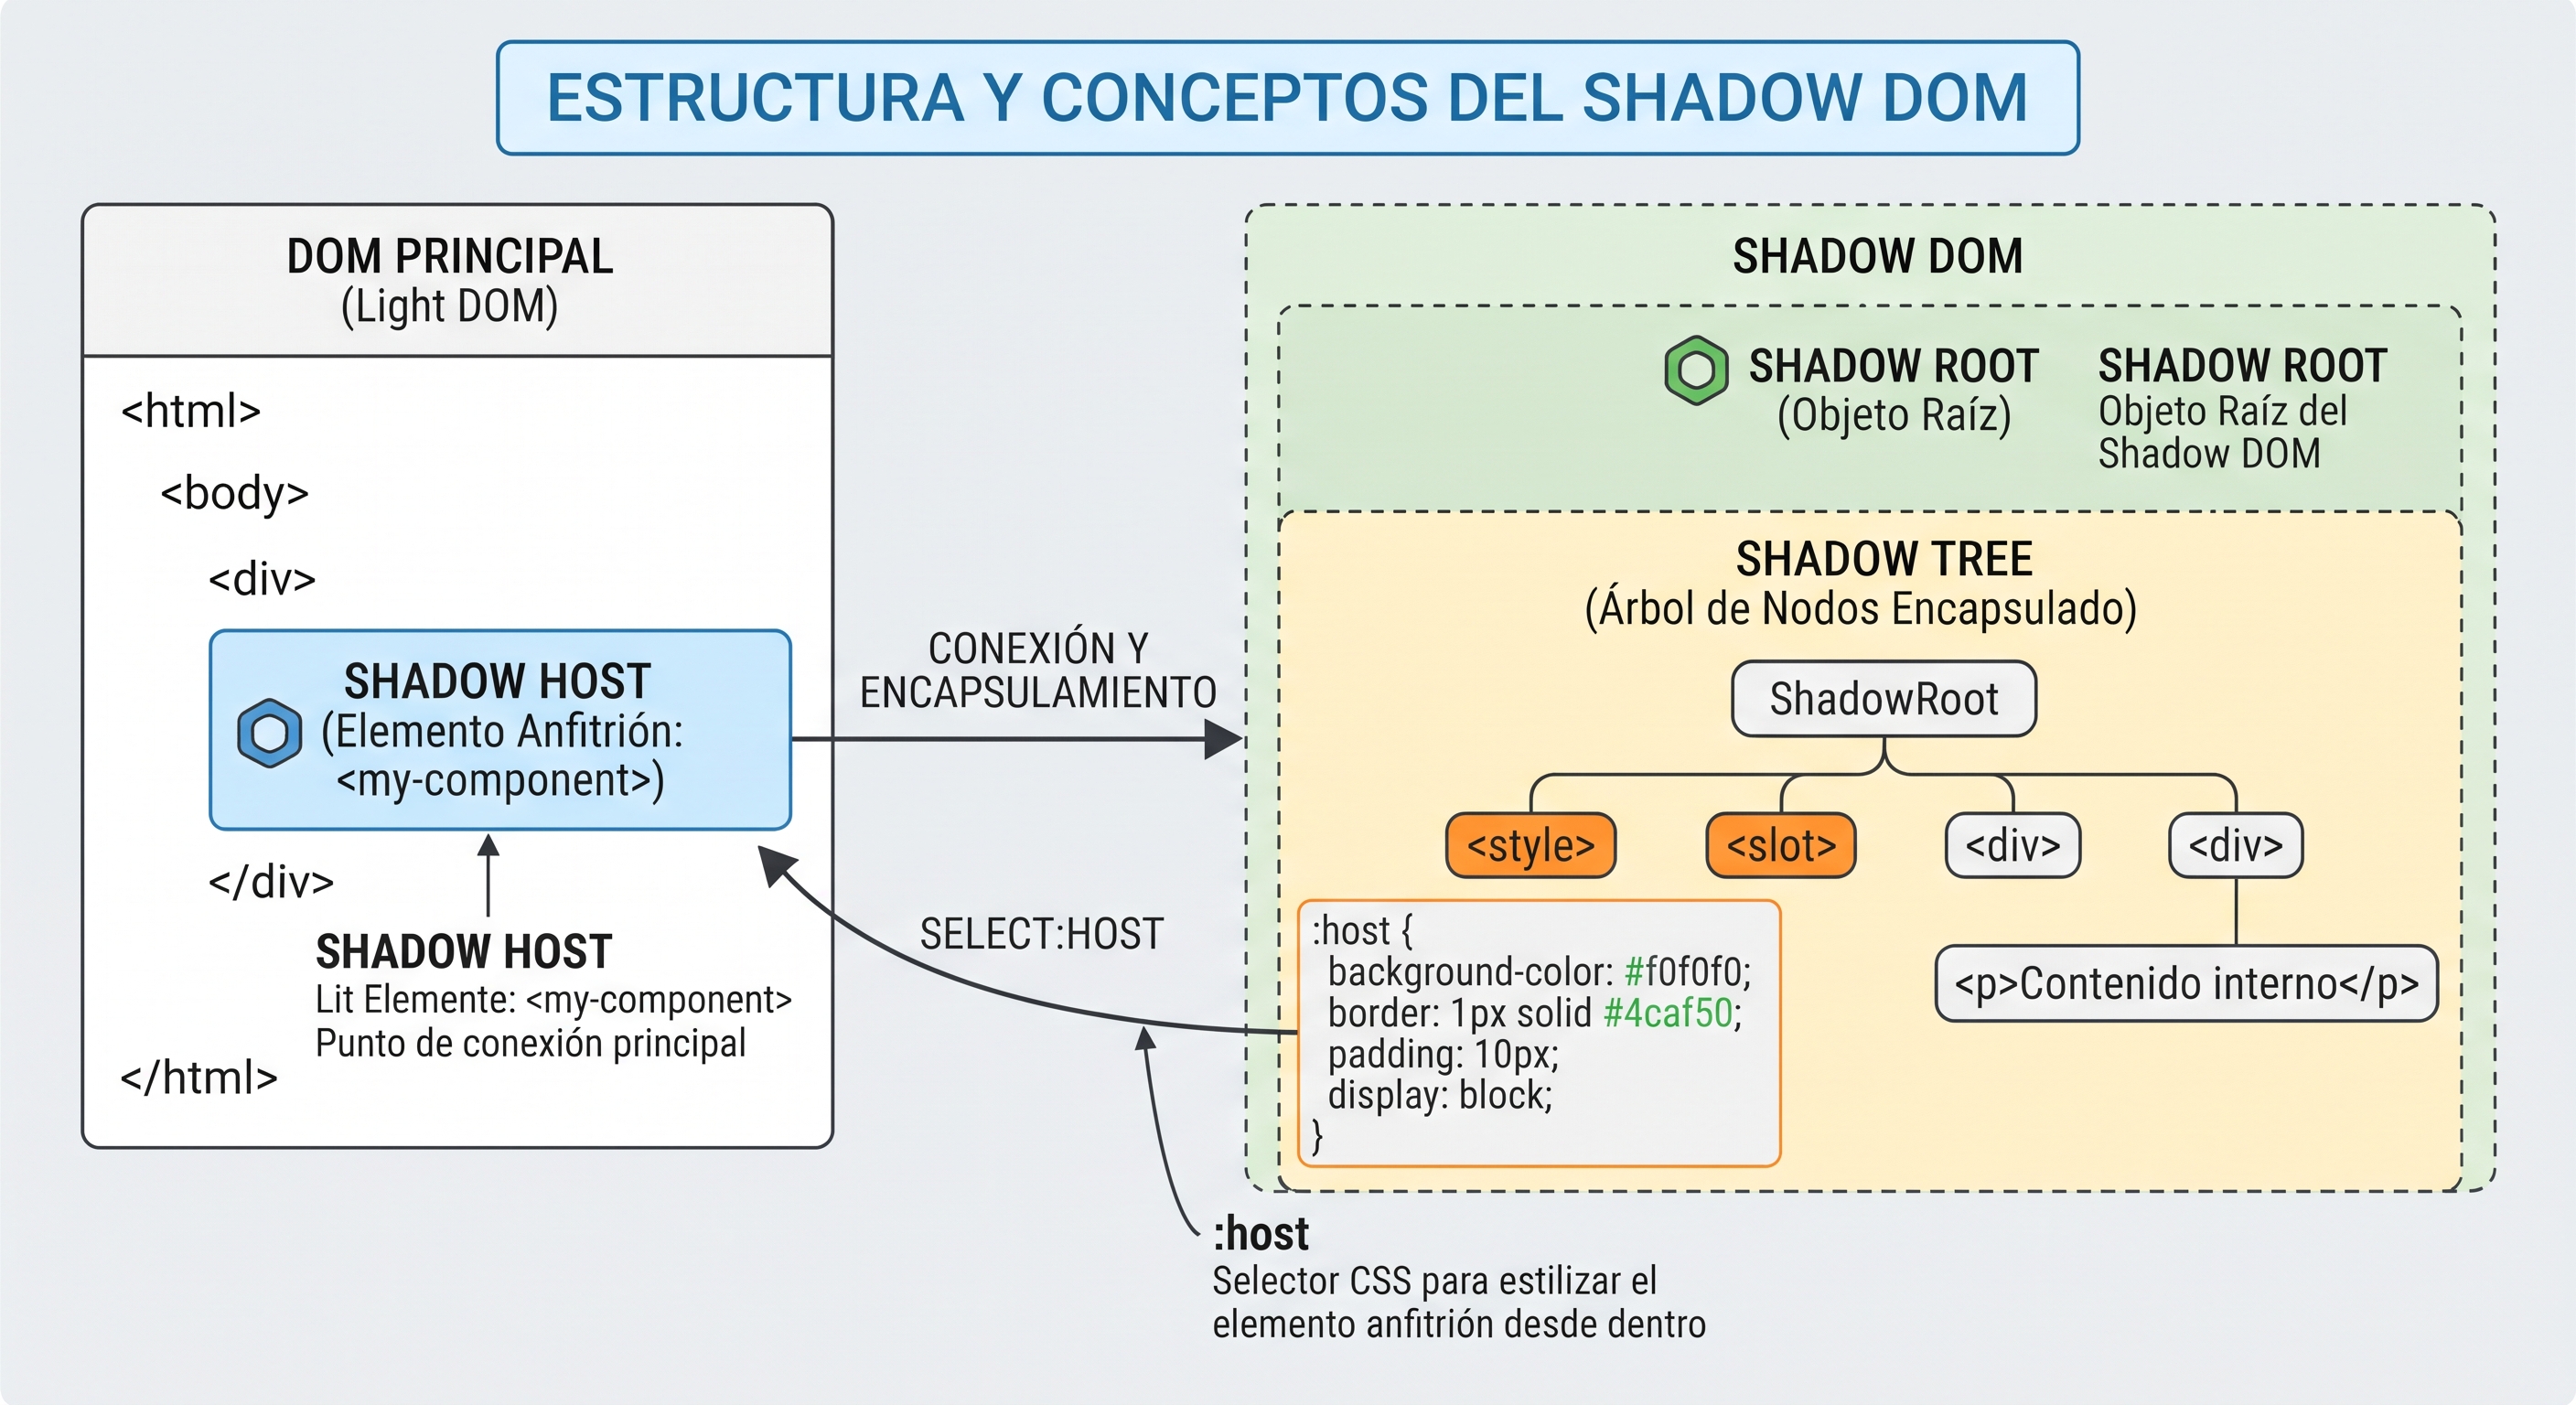 ESTRUCTURA Y CONCEPTOS DEL SHADOW DOM
DOM PRINCIPAL
(Light DOM)
<html>
<body>
<div>
SHADOW HOST
(Elemento Anfitrión:
<my-component>)
</div>
SHADOW HOST
Lit Elemente: <my-component>
Punto de conexión principal
</html>
CONEXIÓN Y
ENCAPSULAMIENTO
SELECT:HOST
SHADOW DOM
SHADOW ROOT
(Objeto Raíz)
SHADOW ROOT
Objeto Raíz del
Shadow DOM
SHADOW TREE
(Árbol de Nodos Encapsulado)
ShadowRoot
<style>
<slot>
<div>
<div>
:host {
background-color: #f0f0f0;
border: 1px solid #4caf50;
padding: 10px;
display: block;
}
<p>Contenido interno</p>
:host
Selector CSS para estilizar el
elemento anfitrión desde dentro